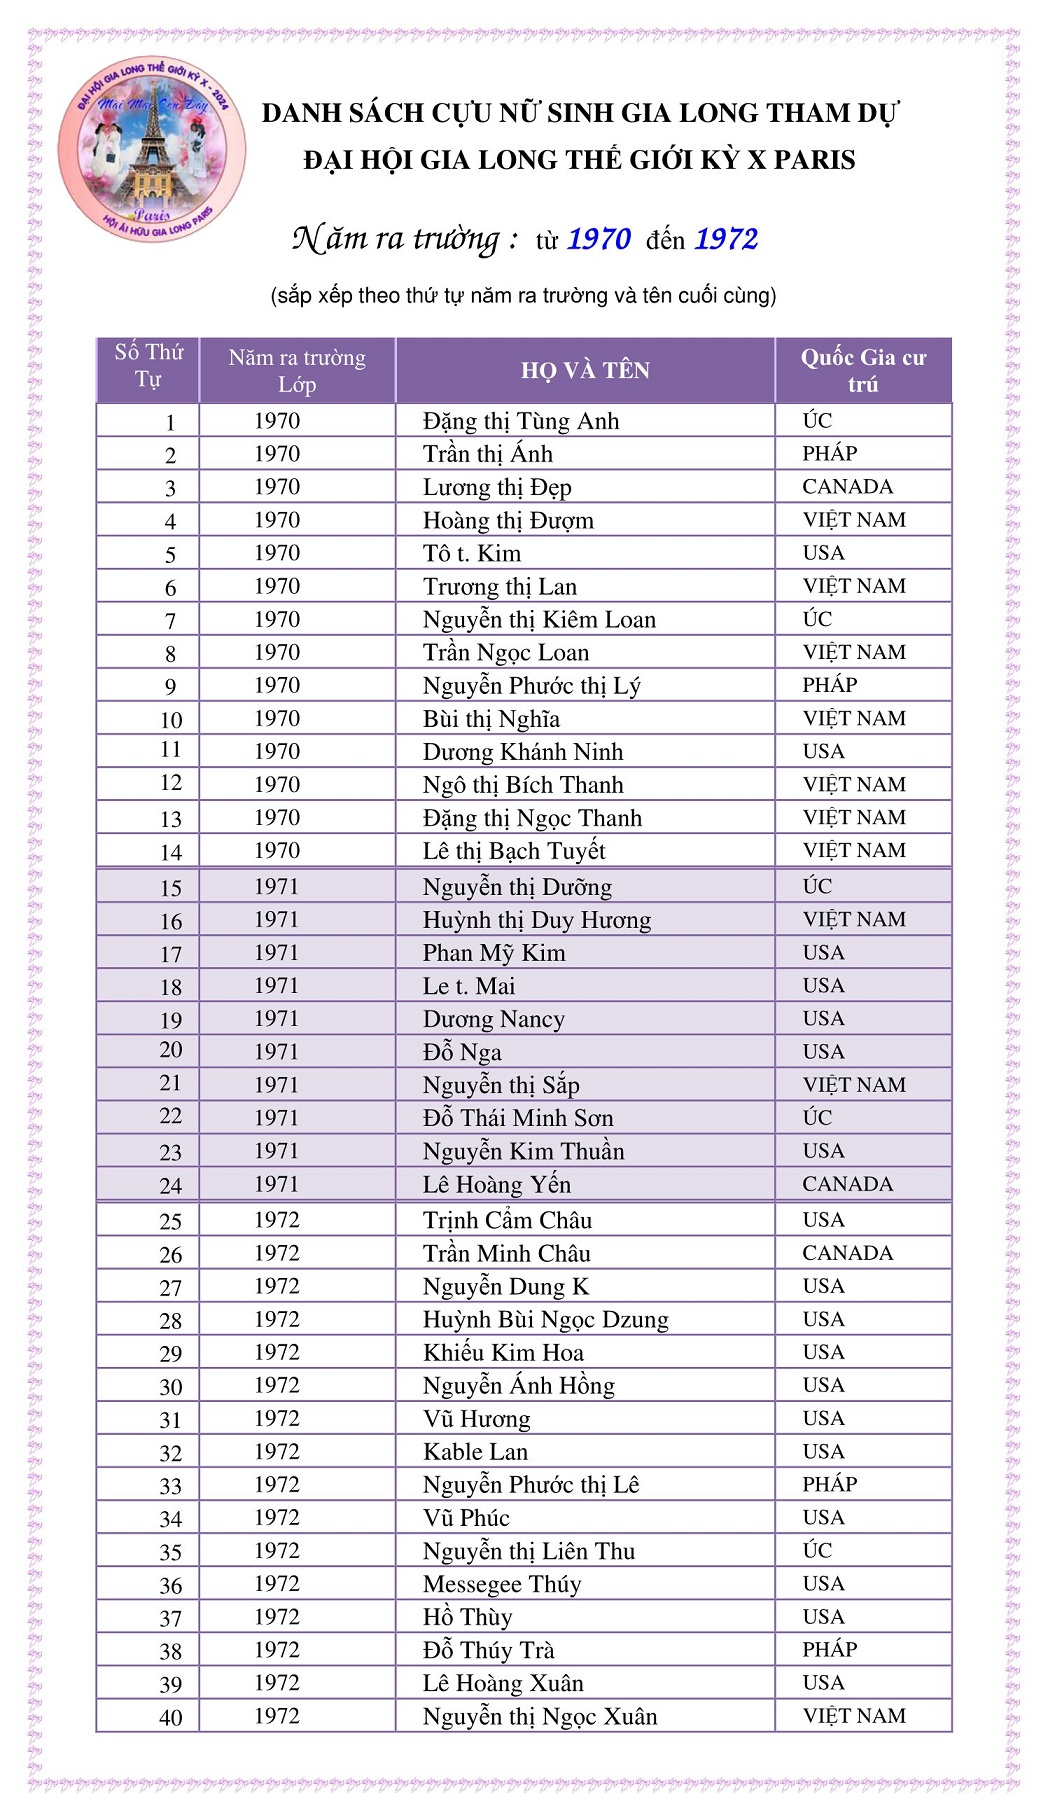 ĐẠI HỘI GIA LONG THẾ GIỚI KỲ X - 2024
Mãi Mãi Còn Đây
Paris
HỘI ÁI HỮU GIA LONG PARIS
DANH SÁCH CỰU NỮ SINH GIA LONG THAM DỰ
ĐẠI HỘI GIA LONG THẾ GIỚI KỲ X PARIS
Năm ra trường : từ 1970 đến 1972
(sắp xếp theo thứ tự năm ra trường và tên cuối cùng)
Số Thứ Tự Năm ra trường Lớp HỌ VÀ TÊN Quốc Gia cư trú
1 1970 Đặng thị Tùng Anh ÚC
2 1970 Trần thị Ánh PHÁP
3 1970 Lương thị Đẹp CANADA
4 1970 Hoàng thị Đượm VIỆT NAM
5 1970 Tô t. Kim USA
6 1970 Trương thị Lan VIỆT NAM
7 1970 Nguyễn thị Kiêm Loan ÚC
8 1970 Trần Ngọc Loan VIỆT NAM
9 1970 Nguyễn Phước thị Lý PHÁP
10 1970 Bùi thị Nghĩa VIỆT NAM
11 1970 Dương Khánh Ninh USA
12 1970 Ngô thị Bích Thanh VIỆT NAM
13 1970 Đặng thị Ngọc Thanh VIỆT NAM
14 1970 Lê thị Bạch Tuyết VIỆT NAM
15 1971 Nguyễn thị Dưỡng ÚC
16 1971 Huỳnh thị Duy Hương VIỆT NAM
17 1971 Phan Mỹ Kim USA
18 1971 Le t. Mai USA
19 1971 Dương Nancy USA
20 1971 Đỗ Nga USA
21 1971 Nguyễn thị Sắp VIỆT NAM
22 1971 Đỗ Thái Minh Sơn ÚC
23 1971 Nguyễn Kim Thuần USA
24 1971 Lê Hoàng Yến CANADA
25 1972 Trịnh Cẩm Châu USA
26 1972 Trần Minh Châu CANADA
27 1972 Nguyễn Dung K USA
28 1972 Huỳnh Bùi Ngọc Dzung USA
29 1972 Khiếu Kim Hoa USA
30 1972 Nguyễn Ánh Hồng USA
31 1972 Vũ Hương USA
32 1972 Kable Lan USA
33 1972 Nguyễn Phước thị Lê PHÁP
34 1972 Vũ Phúc USA
35 1972 Nguyễn thị Liên Thu ÚC
36 1972 Messegee Thúy USA
37 1972 Hồ Thùy USA
38 1972 Đỗ Thúy Trà PHÁP
39 1972 Lê Hoàng Xuân USA
40 1972 Nguyễn thị Ngọc Xuân VIỆT NAM